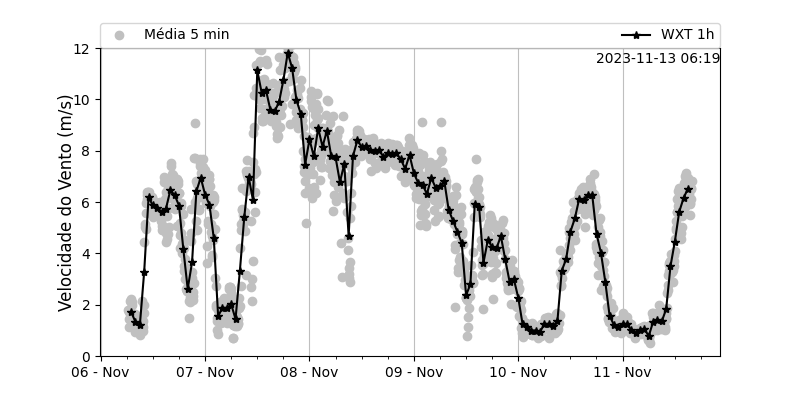 Média 5 min WXT 1h
2023-11-13 06:19
Velocidade do Vento (m/s)
12
10
8
6
4
2
0
06 - Nov 07 - Nov 08 - Nov 09 - Nov 10 - Nov 11 - Nov